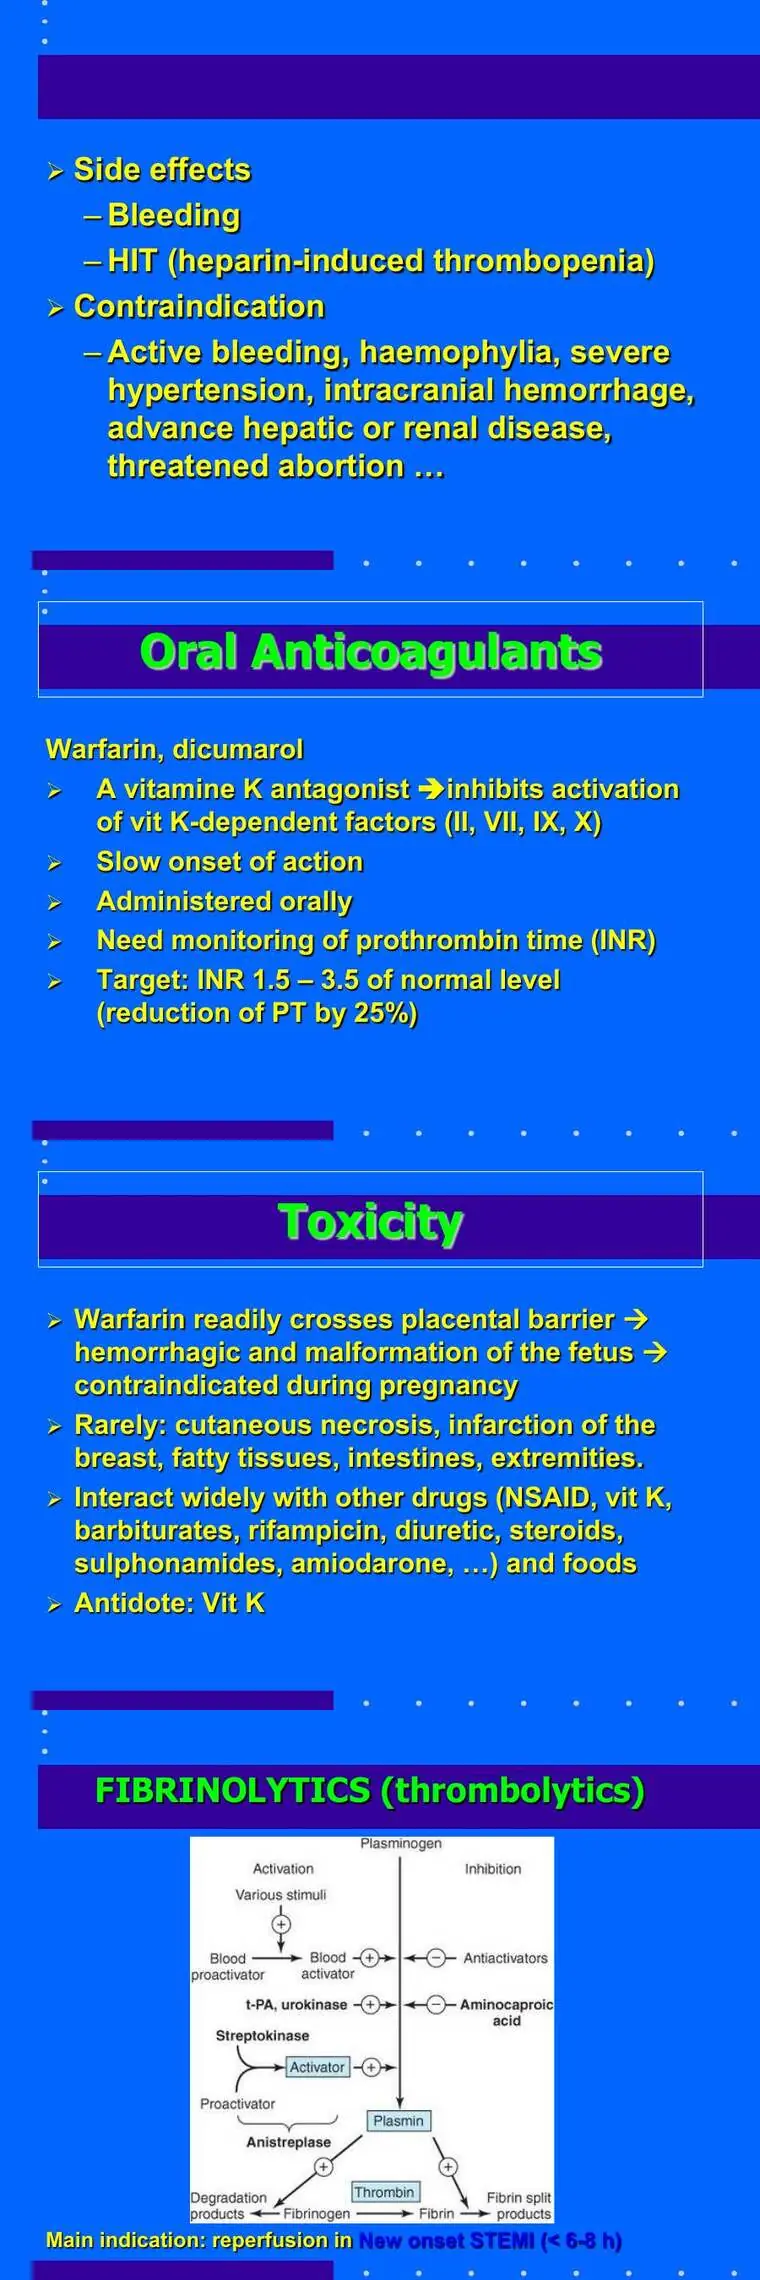 ➢ Side effects
– Bleeding
– HIT (heparin-induced thrombopenia)
➢ Contraindication
– Active bleeding, haemophylia, severe
hypertension, intracranial hemorrhage,
advance hepatic or renal disease,
threatened abortion …
Oral Anticoagulants
Warfarin, dicumarol
➢ A vitamine K antagonist ➔inhibits activation
of vit K-dependent factors (II, VII, IX, X)
➢ Slow onset of action
➢ Administered orally
➢ Need monitoring of prothrombin time (INR)
➢ Target: INR 1.5 – 3.5 of normal level
(reduction of PT by 25%)
Toxicity
➢ Warfarin readily crosses placental barrier →
hemorrhagic and malformation of the fetus →
contraindicated during pregnancy
➢ Rarely: cutaneous necrosis, infarction of the
breast, fatty tissues, intestines, extremities.
➢ Interact widely with other drugs (NSAID, vit K,
barbiturates, rifampicin, diuretic, steroids,
sulphonamides, amiodarone, …) and foods
➢ Antidote: Vit K
FIBRINOLYTICS (thrombolytics)
Plasminogen
Activation Inhibition
Various stimuli
+
Blood Blood + − Antiactivators
proactivator activator
t-PA, urokinase + − Aminocaproic
acid
Streptokinase
Activator +
Proactivator
Plasmin
Anistreplase
+ +
Thrombin
Degradation Fibrin split
products Fibrinogen Fibrin products
Main indication: reperfusion in New onset STEMI (< 6-8 h)